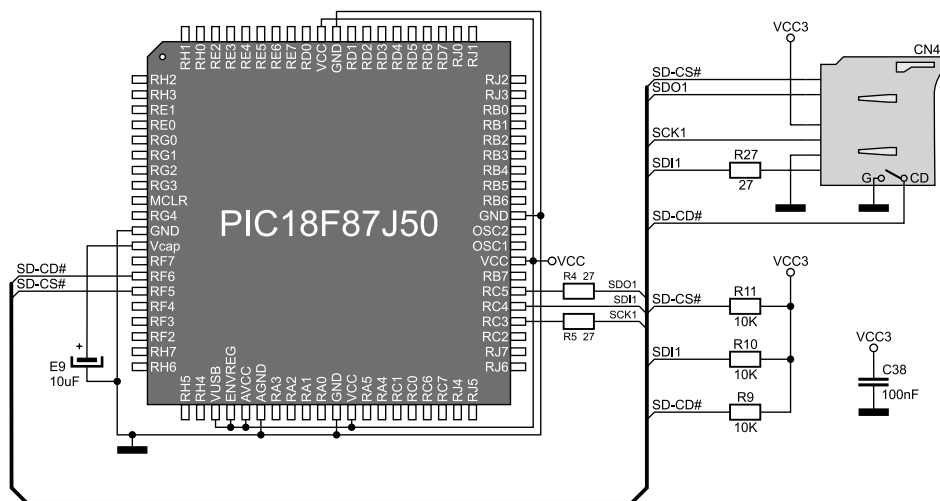 RH1
RH0
RE2
RE3
RE4
RE5
RE6
RE7
RD0
VCC
GND
RD1
RD2
RD3
RD4
RD5
RD6
RD7
RJ0
RJ1
RH2
RH3
RE1
RE0
RG0
RG1
RG2
RG3
MCLR
RG4
GND
Vcap
RF7
RF6
RF5
RF4
RF3
RF2
RH7
RH6
PIC18F87J50
RJ2
RJ3
RB0
RB1
RB2
RB3
RB4
RB5
RB6
GND
OSC2
OSC1
VCC
RB7
RC5
RC4
RC3
RC2
RJ7
RJ6
RH5
RH4
VUSB
ENVREG
AVCC
AGND
RA3
RA2
RA1
RA0
GND
VCC
RA5
RA4
RC1
RC0
RC6
RC7
RJ4
RJ5
SD-CD#
SD-CS#
+
E9
10uF
VCC
R4 27
SDO1
SDI1
SCK1
R5 27
VCC3
CN4
SD-CS#
SDO1
SCK1
SDI1
R27
27
G
CD
SD-CD#
VCC3
SD-CS#
R11
10K
SDI1
R10
10K
SD-CD#
R9
10K
VCC3
C38
100nF